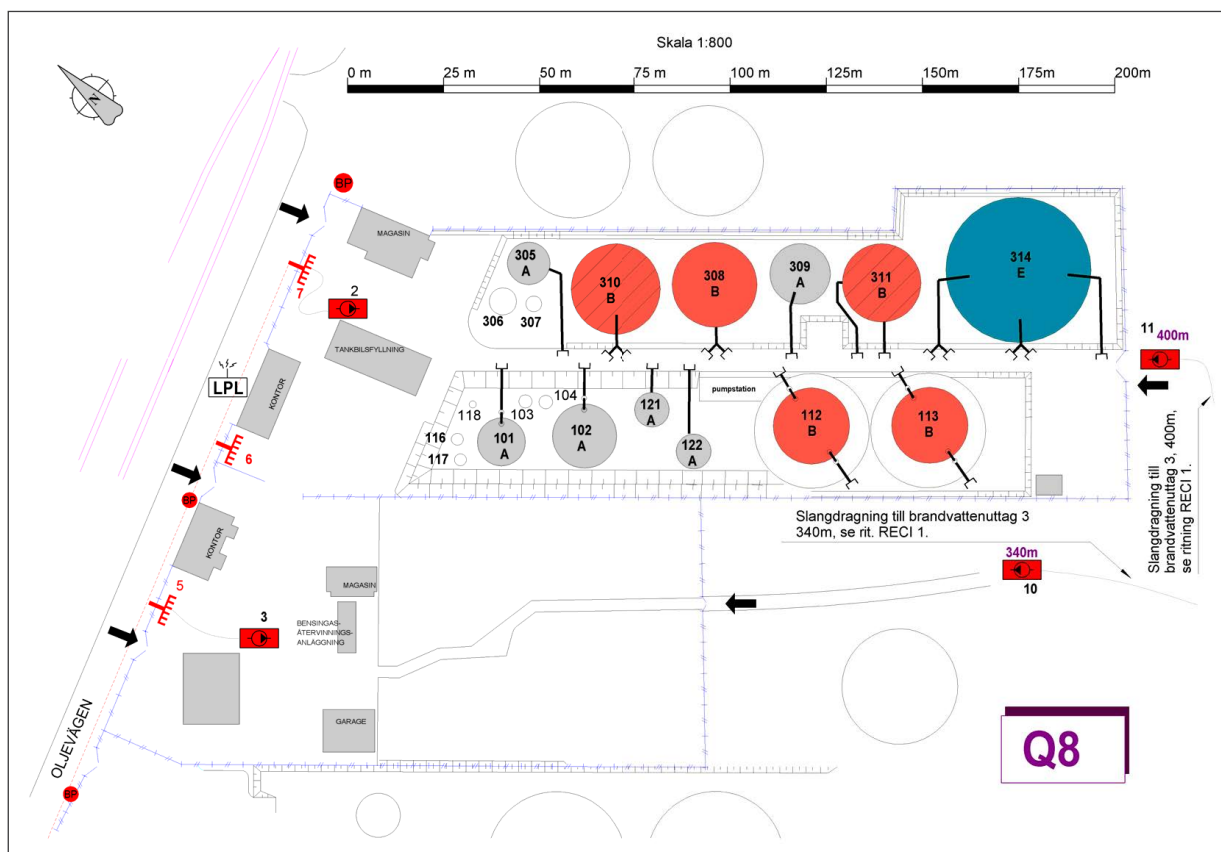 Skala 1:800
0 m 25 m 50 m 75 m 100 m 125m 150m 175m 200m
N
BP
MAGASIN
7
2
TANKBILSFYLLNING
LPL
KONTOR
6
BP
KONTOR
5
3
MAGASIN
BENSINGAS-
ÅTERVINNINGS-
ANLÄGGNING
GARAGE
OLJEVÄGEN
BP
305
A
306
307
310
B
308
B
309
A
311
B
314
E
11
400m
118
103
104
116
117
101
A
102
A
121
A
122
A
pumpstation
112
B
113
B
Slangdragning till brandvattenuttag 3
340m, se rit. RECI 1.
340m
10
Slangdragning till
brandvattenuttag 3, 400m,
se ritning RECI 1.
Q8